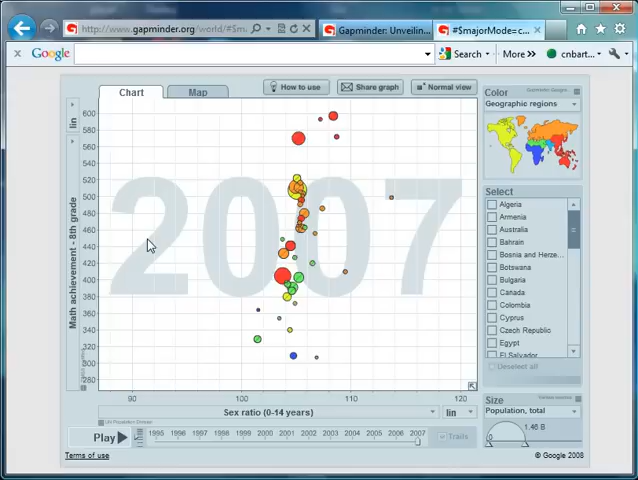 http://www.gapminder.org/world/#$m
Gapminder: Unveilin...
#$majorMode=c...
Google
Search
More »
cnbart...
Chart
Map
How to use
Share graph
Normal view
Color
Geographic regions
lin
600
580
560
540
520
500
480
460
440
420
400
380
360
340
320
300
280
Math achievement - 8th grade
2007
90
100
110
120
Sex ratio (0-14 years)
lin
Select
Algeria
Armenia
Australia
Bahrain
Bosnia and Herze...
Botswana
Bulgaria
Canada
Colombia
Cyprus
Czech Republic
Egypt
El Salvador
Deselect all
Size
Population, total
1.46 B
0
Play
1995 1996 1997 1998 1999 2000 2001 2002 2003 2004 2005 2006 2007
Trails
Terms of use
© Google 2008